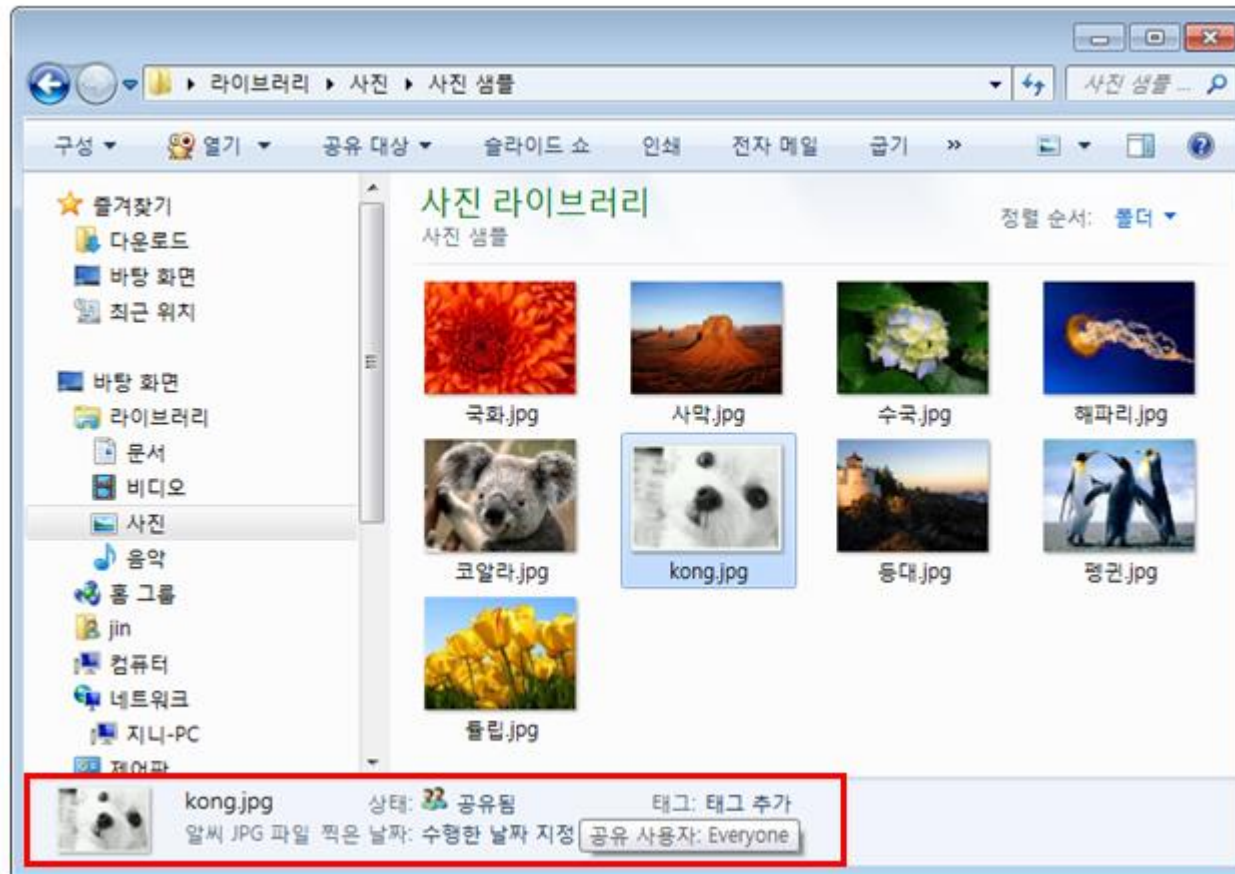 라이브러리 ▸ 사진 ▸ 사진 샘플
사진 샘플 ...
구성 열기 공유 대상 슬라이드 쇼 인쇄 전자 메일 굽기 »
즐겨찾기
다운로드
바탕 화면
최근 위치
바탕 화면
라이브러리
문서
비디오
사진
음악
홈 그룹
jin
컴퓨터
네트워크
지니-PC
제어판
사진 라이브러리
사진 샘플
정렬 순서: 폴더
국화.jpg 사막.jpg 수국.jpg 해파리.jpg
코알라.jpg kong.jpg 등대.jpg 펭귄.jpg
튤립.jpg
kong.jpg 상태: 공유됨 태그: 태그 추가
알씨 JPG 파일 찍은 날짜: 수행한 날짜 지정 공유 사용자: Everyone